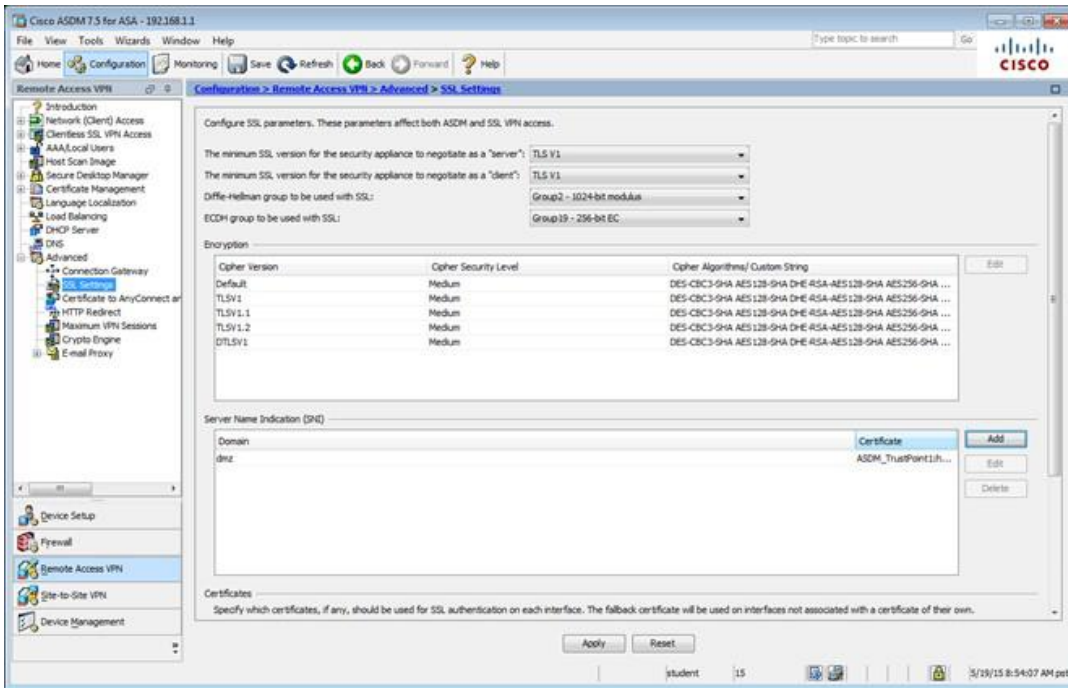 Cisco ASDM 7.5 for ASA - 192.168.1.1
File View Tools Wizards Window Help
Type topic to search Go
Home Configuration Monitoring Save Refresh Back Forward Help
CISCO
Remote Access VPN
Introduction
Network (Client) Access
Clientless SSL VPN Access
AAA/Local Users
Host Scan Image
Secure Desktop Manager
Certificate Management
Language Localization
Load Balancing
DHCP Server
DNS
Advanced
Connection Gateway
SSL Settings
Certificate to AnyConnect ar
HTTP Redirect
Maximum VPN Sessions
Crypto Engine
E-mail Proxy
Device Setup
Firewall
Remote Access VPN
Site-to-Site VPN
Device Management
Configuration > Remote Access VPN > Advanced > SSL Settings
Configure SSL parameters. These parameters affect both ASDM and SSL VPN access.
The minimum SSL version for the security appliance to negotiate as a "server": TLS V1
The minimum SSL version for the security appliance to negotiate as a "client": TLS V1
Diffie-Hellman group to be used with SSL: Group2 - 1024-bit modulus
ECDH group to be used with SSL: Group19 - 256-bit EC
Encryption
Cipher Version Cipher Security Level Cipher Algorithms/ Custom String
Default Medium DES-CBC3-SHA AES128-SHA DHE-RSA-AES128-SHA AES256-SHA ...
TLSV1 Medium DES-CBC3-SHA AES128-SHA DHE-RSA-AES128-SHA AES256-SHA ...
TLSV1.1 Medium DES-CBC3-SHA AES128-SHA DHE-RSA-AES128-SHA AES256-SHA ...
TLSV1.2 Medium DES-CBC3-SHA AES128-SHA DHE-RSA-AES128-SHA AES256-SHA ...
DTLSV1 Medium DES-CBC3-SHA AES128-SHA DHE-RSA-AES128-SHA AES256-SHA ...
Edit
Server Name Indication (SNI)
Domain Certificate
dmz ASDM_TrustPoint1:h...
Add
Edit
Delete
Certificates
Specify which certificates, if any, should be used for SSL authentication on each interface. The fallback certificate will be used on interfaces not associated with a certificate of their own.
Apply Reset
student 15 5/19/15 8:54:07 AM pst